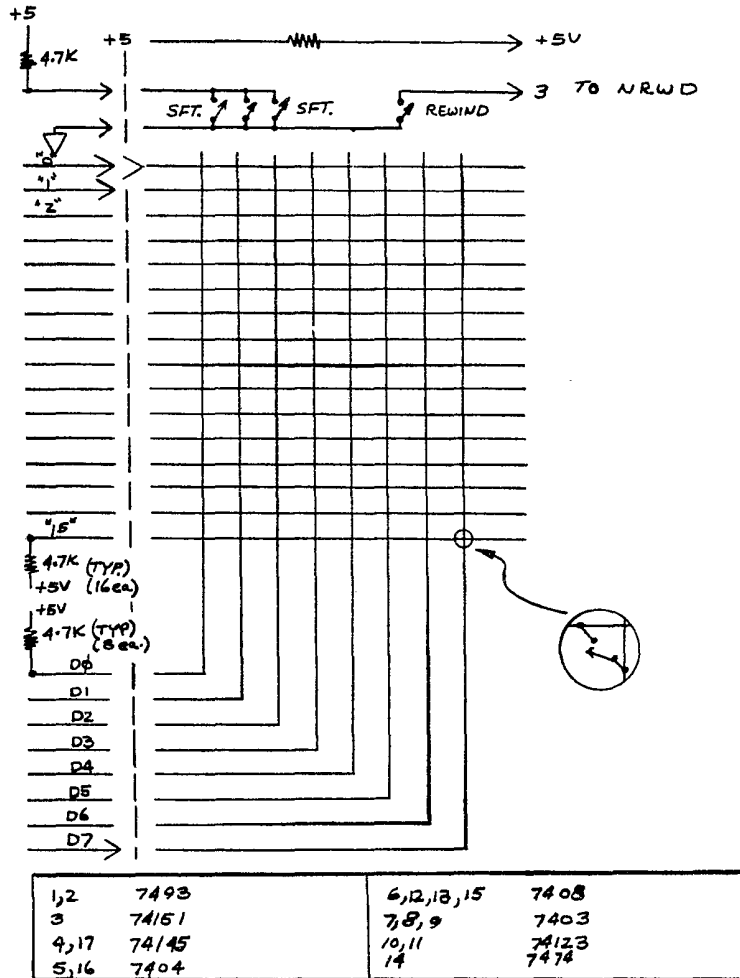 +5
4.7K
+5
+5V
SFT.
SFT.
REWIND
3 TO NRWD
"0"
"1"
"2"
"15"
4.7K (TYP.)
+5V (16ea.)
+5V
4.7K (TYP)
(8ea.)
D0
D1
D2
D3
D4
D5
D6
D7
1,2 7493
3 74151
4,17 74145
5,16 7404
6,12,13,15 7408
7,8,9 7403
10,11 74123
14 7474